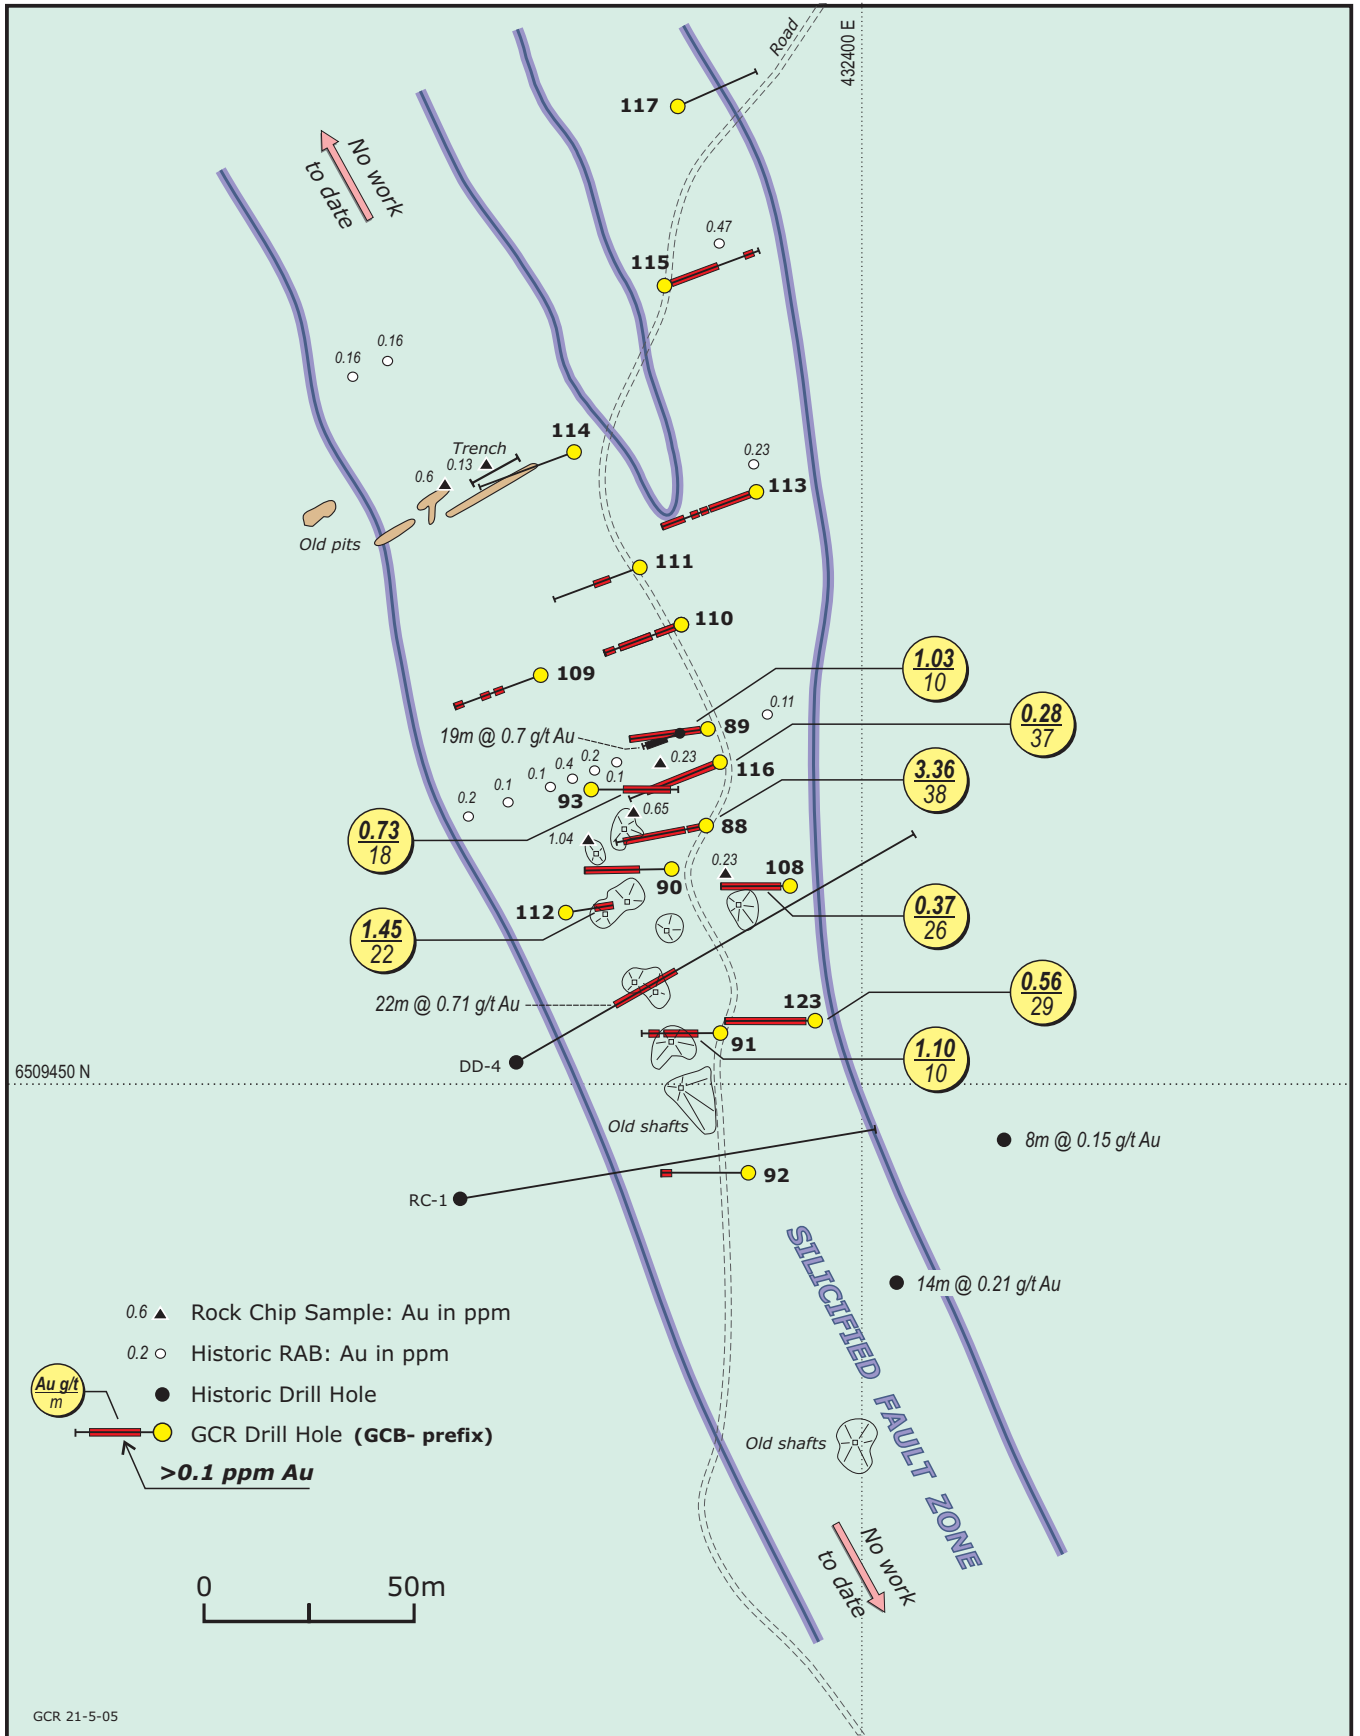 Road
432400 E
117
No work
to date
0.47
115
0.16
0.16
114
Trench
0.13
0.6
0.23
113
Old pits
111
110
109
1.03
10
0.11
89
19m @ 0.7 g/t Au
0.28
37
0.23
116
0.2
0.1
0.4
0.1
0.1
0.2
93
3.36
38
0.65
88
0.73
18
1.04
90
0.23
108
112
0.37
26
1.45
22
22m @ 0.71 g/t Au
123
0.56
29
91
1.10
10
DD-4
6509450 N
Old shafts
8m @ 0.15 g/t Au
92
RC-1
SILICIFIED FAULT ZONE
14m @ 0.21 g/t Au
0.6 Rock Chip Sample: Au in ppm
0.2 Historic RAB: Au in ppm
Historic Drill Hole
Au g/t
m
GCR Drill Hole (GCB- prefix)
>0.1 ppm Au
Old shafts
No work
to date
0 50m
GCR 21-5-05